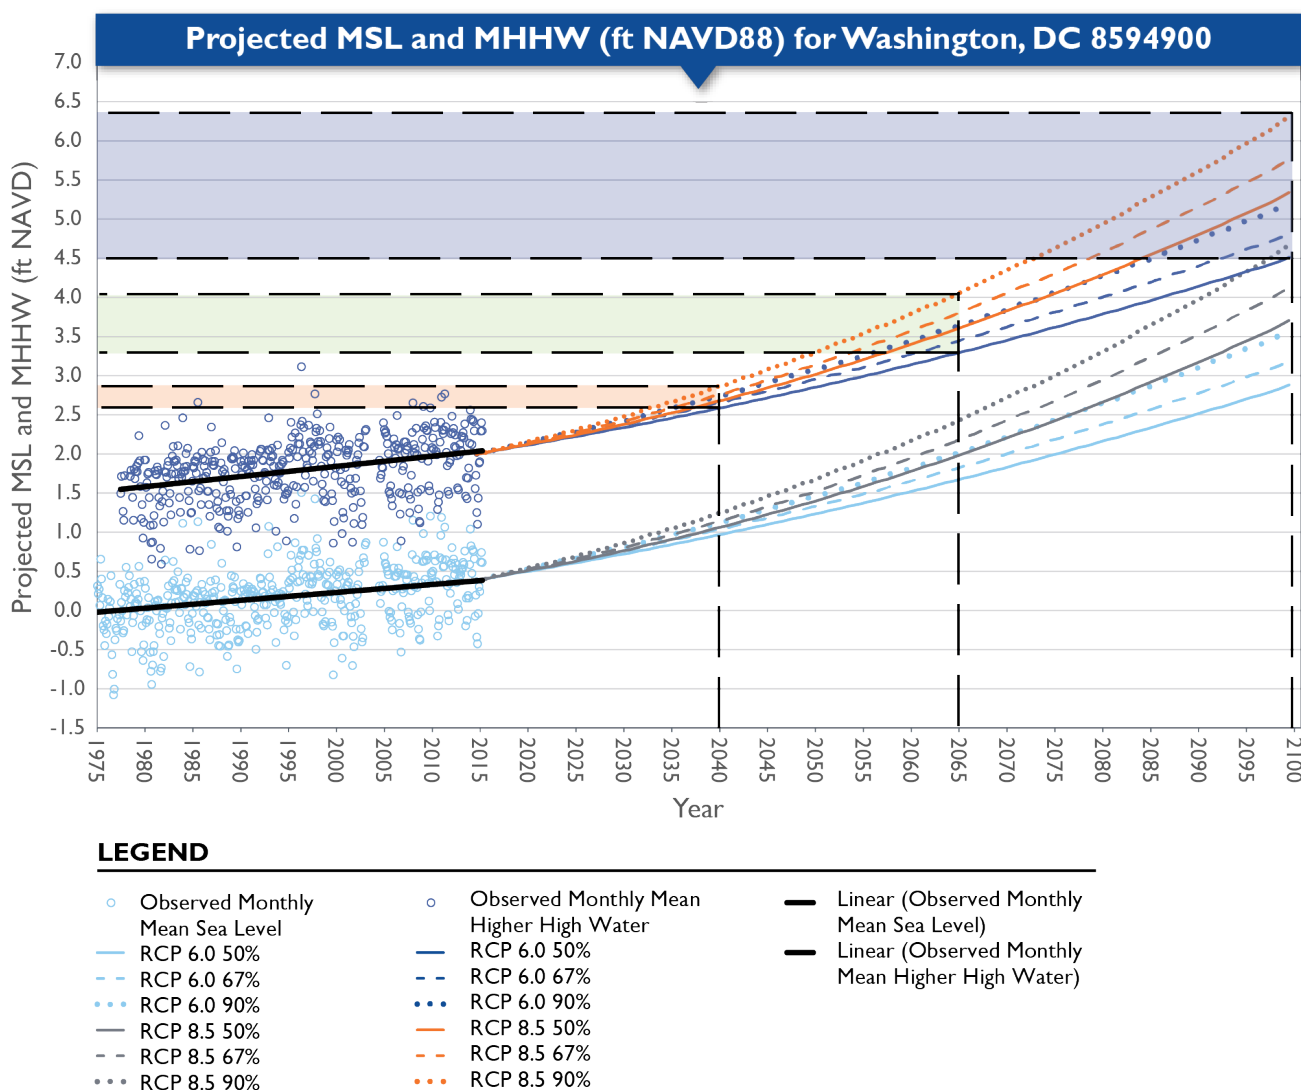 Projected MSL and MHHW (ft NAVD88) for Washington, DC 8594900
Projected MSL and MHHW (ft NAVD)
7.0
6.5
6.0
5.5
5.0
4.5
4.0
3.5
3.0
2.5
2.0
1.5
1.0
0.5
0.0
-0.5
-1.0
-1.5
1975
1980
1985
1990
1995
2000
2005
2010
2015
2020
2025
2030
2035
2040
2045
2050
2055
2060
2065
2070
2075
2080
2085
2090
2095
2100
Year
LEGEND
Observed Monthly
Mean Sea Level
RCP 6.0 50%
RCP 6.0 67%
RCP 6.0 90%
RCP 8.5 50%
RCP 8.5 67%
RCP 8.5 90%
Observed Monthly Mean
Higher High Water
RCP 6.0 50%
RCP 6.0 67%
RCP 6.0 90%
RCP 8.5 50%
RCP 8.5 67%
RCP 8.5 90%
Linear (Observed Monthly
Mean Sea Level)
Linear (Observed Monthly
Mean Higher High Water)